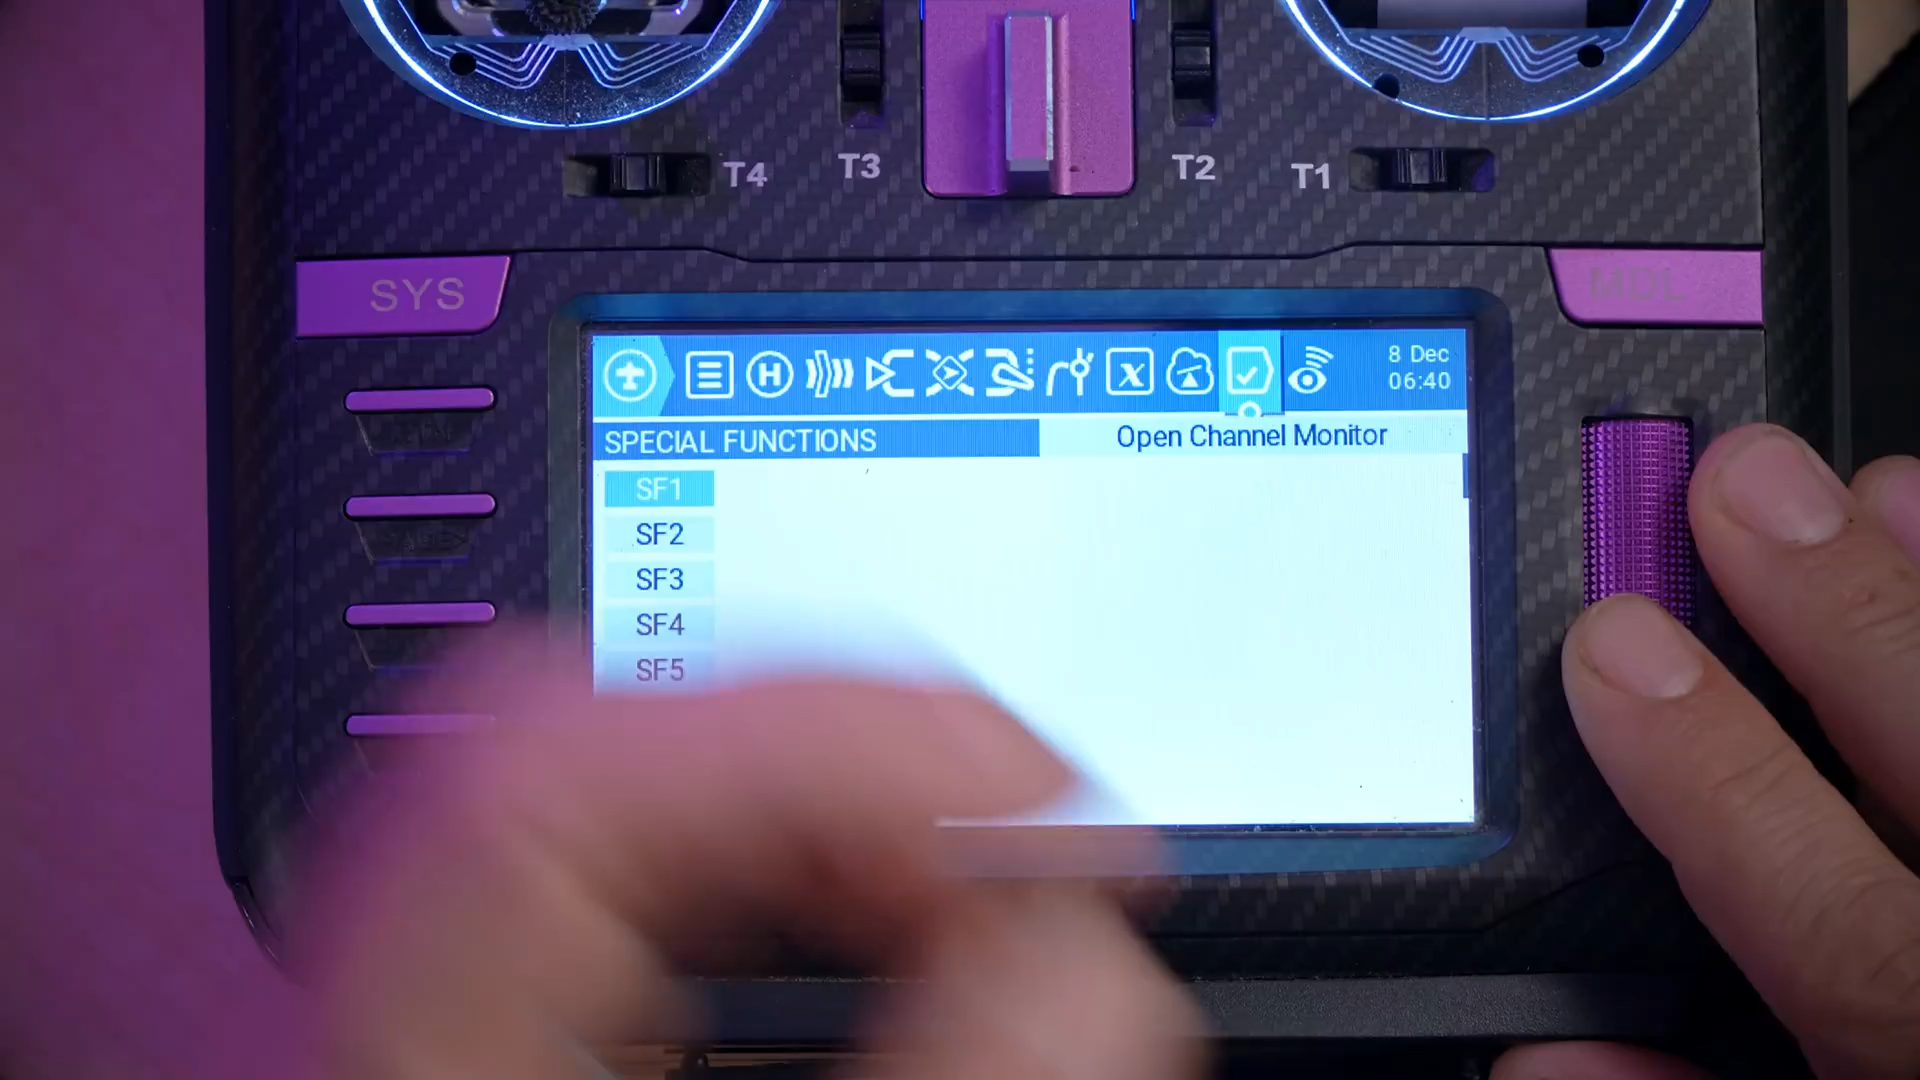 T4 T3 T2 T1
SYS
MDL
8 Dec
06:40
SPECIAL FUNCTIONS
Open Channel Monitor
SF1
SF2
SF3
SF4
SF5